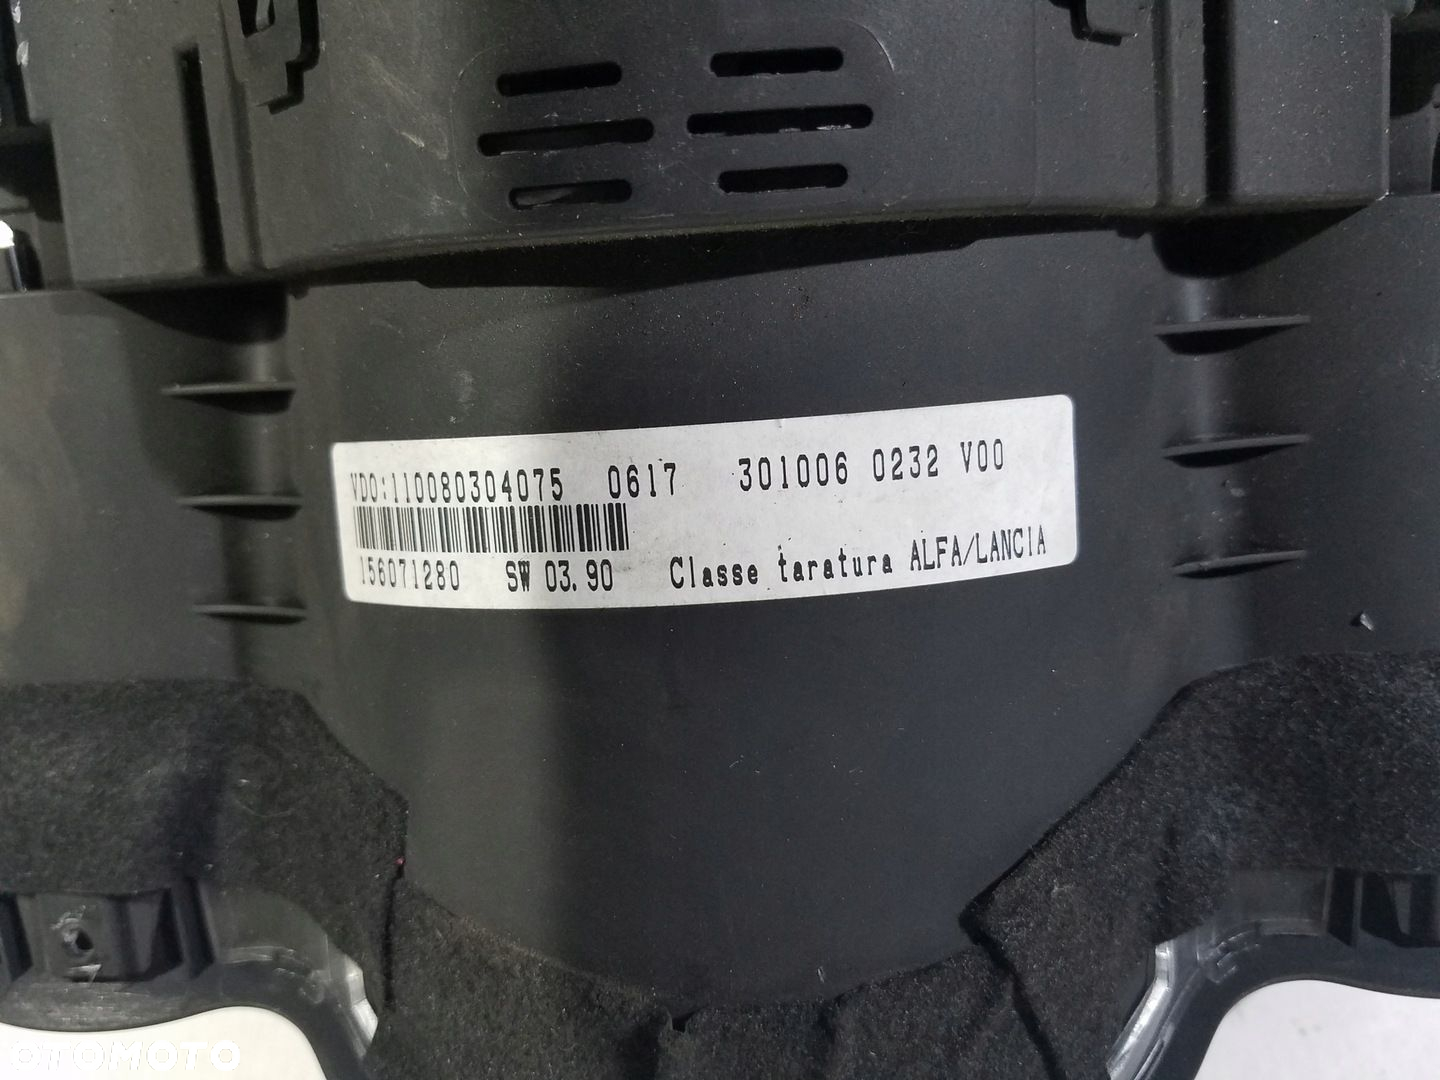 VDO:110080304075 0617 301006 0232 V00
156071280 SW 03.90 Classe taratura ALFA/LANCIA
OTOMOTO